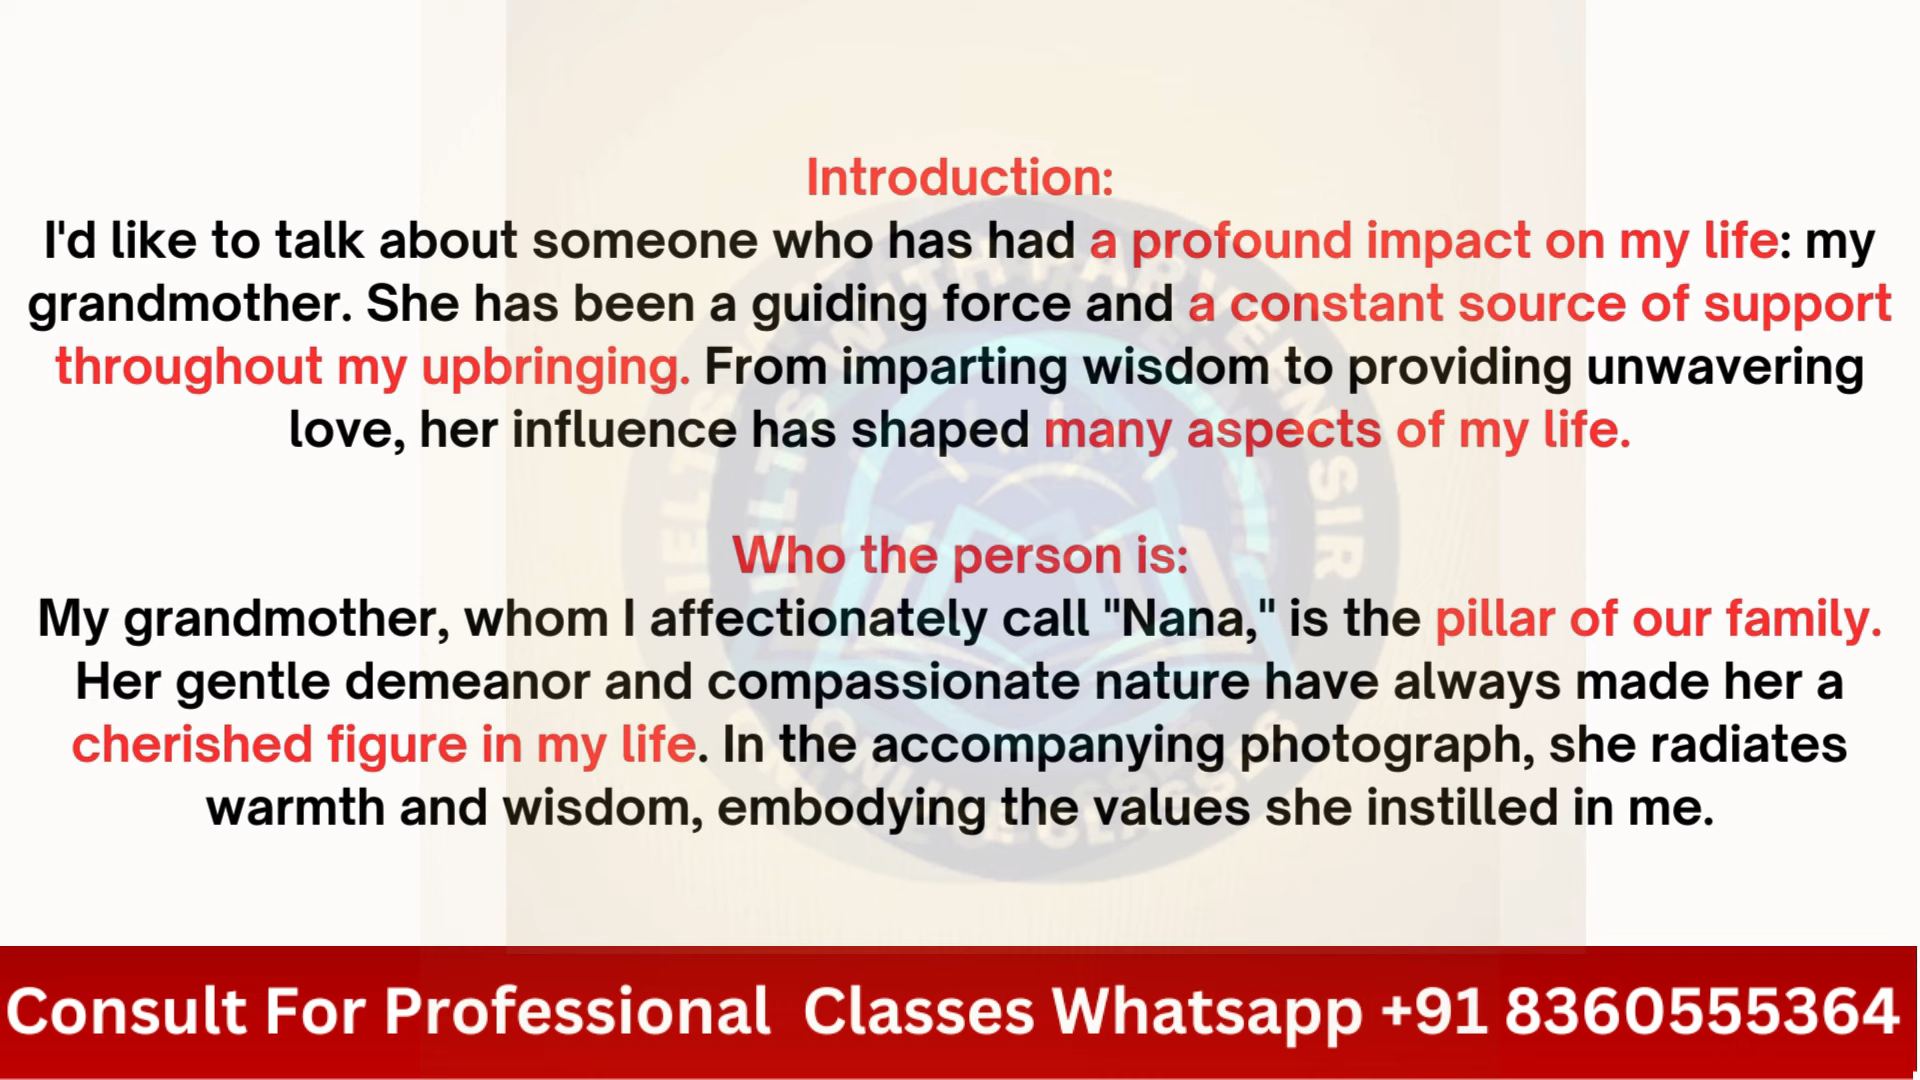 Introduction:
I'd like to talk about someone who has had a profound impact on my life: my
grandmother. She has been a guiding force and a constant source of support
throughout my upbringing. From imparting wisdom to providing unwavering
love, her influence has shaped many aspects of my life.
Who the person is:
My grandmother, whom I affectionately call "Nana," is the pillar of our family.
Her gentle demeanor and compassionate nature have always made her a
cherished figure in my life. In the accompanying photograph, she radiates
warmth and wisdom, embodying the values she instilled in me.
Consult For Professional Classes Whatsapp +91 8360555364